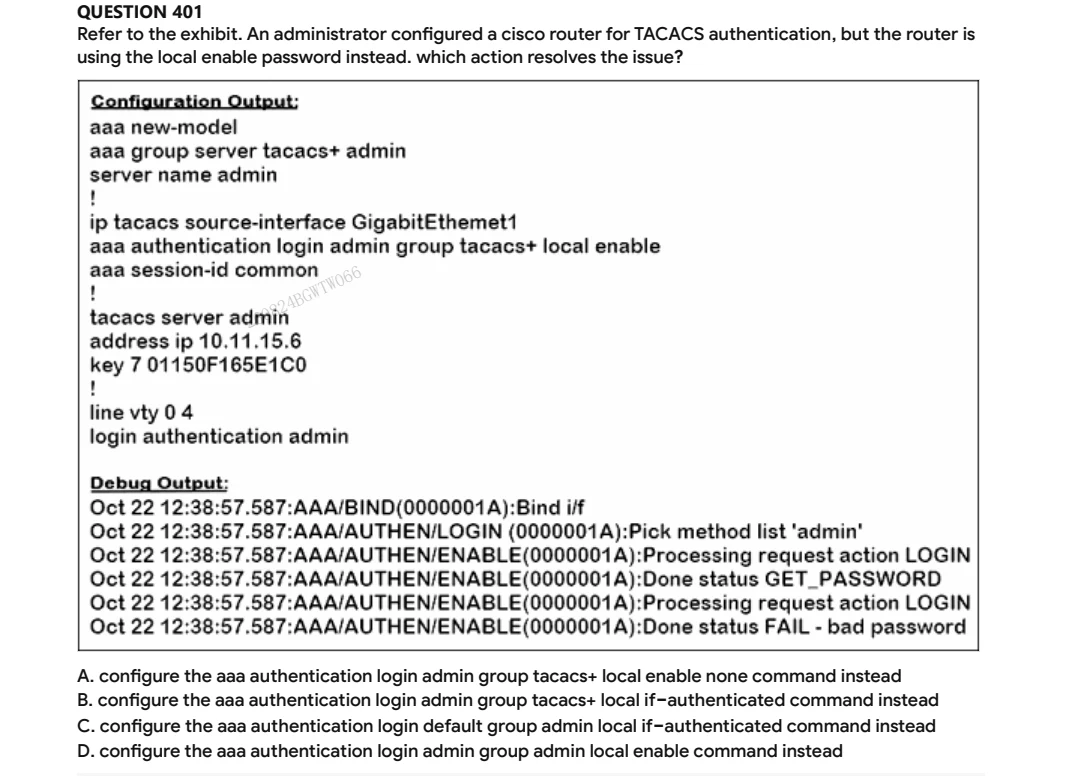 QUESTION 401
Refer to the exhibit. An administrator configured a cisco router for TACACS authentication, but the router is
using the local enable password instead. which action resolves the issue?
Configuration Output:
aaa new-model
aaa group server tacacs+ admin
server name admin
!
ip tacacs source-interface GigabitEthemet1
aaa authentication login admin group tacacs+ local enable
aaa session-id common
!
tacacs server admin
address ip 10.11.15.6
key 7 01150F165E1C0
!
line vty 0 4
login authentication admin
Debug Output:
Oct 22 12:38:57.587:AAA/BIND(0000001A):Bind i/f
Oct 22 12:38:57.587:AAA/AUTHEN/LOGIN (0000001A):Pick method list 'admin'
Oct 22 12:38:57.587:AAA/AUTHEN/ENABLE(0000001A):Processing request action LOGIN
Oct 22 12:38:57.587:AAA/AUTHEN/ENABLE(0000001A):Done status GET_PASSWORD
Oct 22 12:38:57.587:AAA/AUTHEN/ENABLE(0000001A):Processing request action LOGIN
Oct 22 12:38:57.587:AAA/AUTHEN/ENABLE(0000001A):Done status FAIL - bad password
A. configure the aaa authentication login admin group tacacs+ local enable none command instead
B. configure the aaa authentication login admin group tacacs+ local if-authenticated command instead
C. configure the aaa authentication login default group admin local if-authenticated command instead
D. configure the aaa authentication login admin group admin local enable command instead